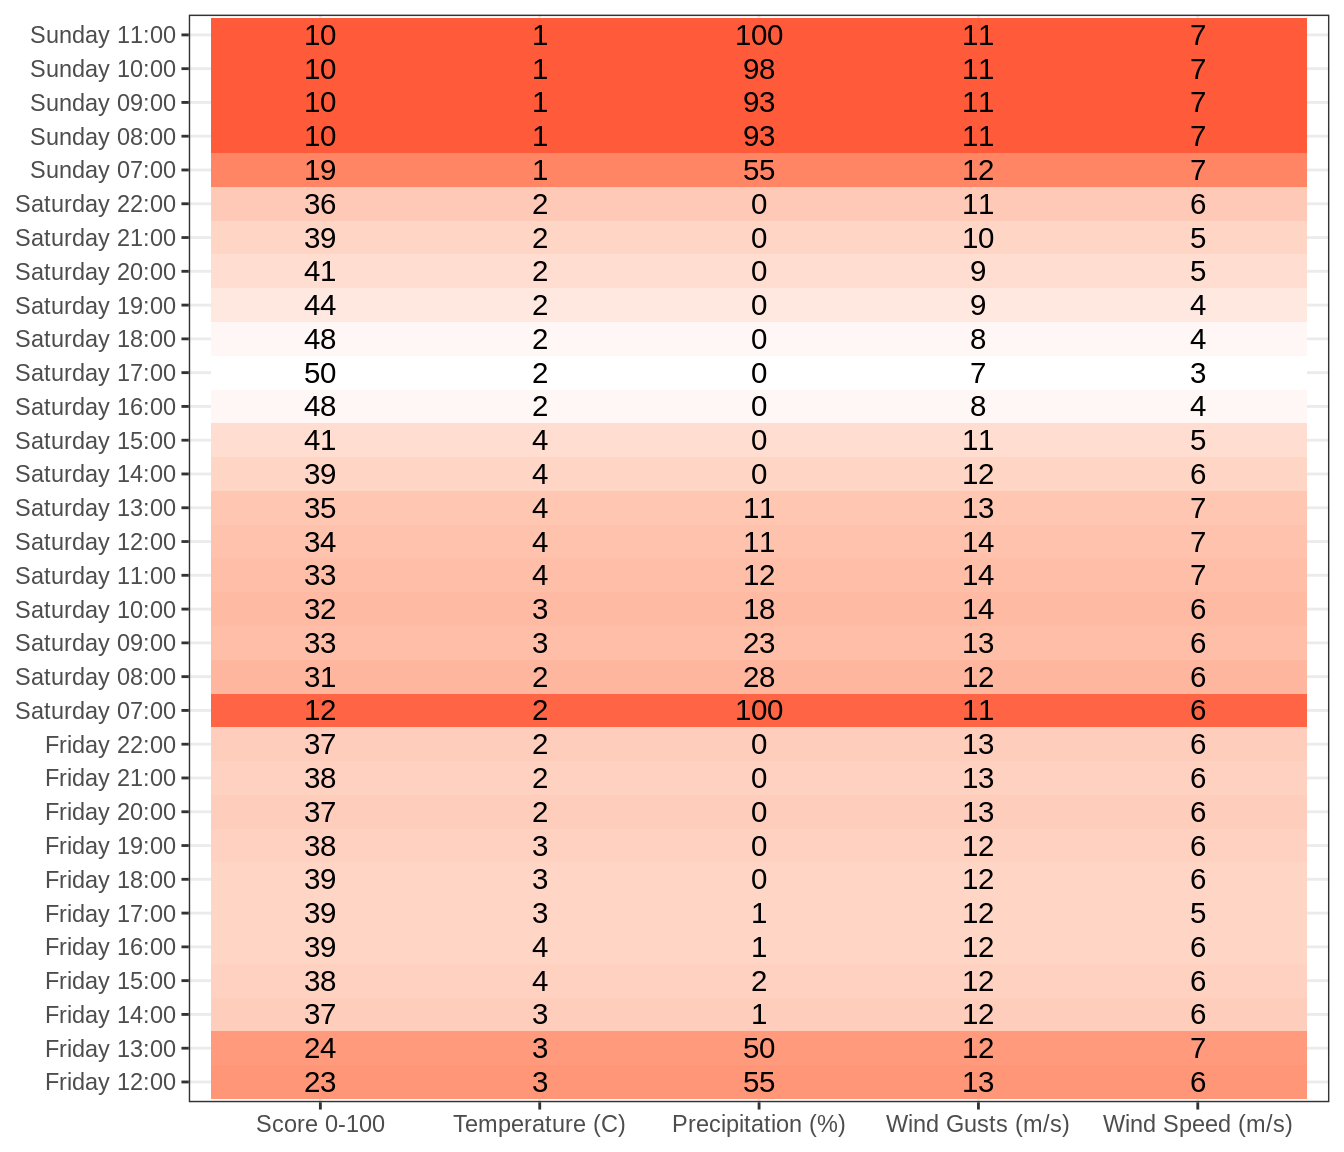 Sunday 11:00 10 1 100 11 7
Sunday 10:00 10 1 98 11 7
Sunday 09:00 10 1 93 11 7
Sunday 08:00 10 1 93 11 7
Sunday 07:00 19 1 55 12 7
Saturday 22:00 36 2 0 11 6
Saturday 21:00 39 2 0 10 5
Saturday 20:00 41 2 0 9 5
Saturday 19:00 44 2 0 9 4
Saturday 18:00 48 2 0 8 4
Saturday 17:00 50 2 0 7 3
Saturday 16:00 48 2 0 8 4
Saturday 15:00 41 4 0 11 5
Saturday 14:00 39 4 0 12 6
Saturday 13:00 35 4 11 13 7
Saturday 12:00 34 4 11 14 7
Saturday 11:00 33 4 12 14 7
Saturday 10:00 32 3 18 14 6
Saturday 09:00 33 3 23 13 6
Saturday 08:00 31 2 28 12 6
Saturday 07:00 12 2 100 11 6
Friday 22:00 37 2 0 13 6
Friday 21:00 38 2 0 13 6
Friday 20:00 37 2 0 13 6
Friday 19:00 38 3 0 12 6
Friday 18:00 39 3 0 12 6
Friday 17:00 39 3 1 12 5
Friday 16:00 39 4 1 12 6
Friday 15:00 38 4 2 12 6
Friday 14:00 37 3 1 12 6
Friday 13:00 24 3 50 12 7
Friday 12:00 23 3 55 13 6
Score 0-100 Temperature (C) Precipitation (%) Wind Gusts (m/s) Wind Speed (m/s)